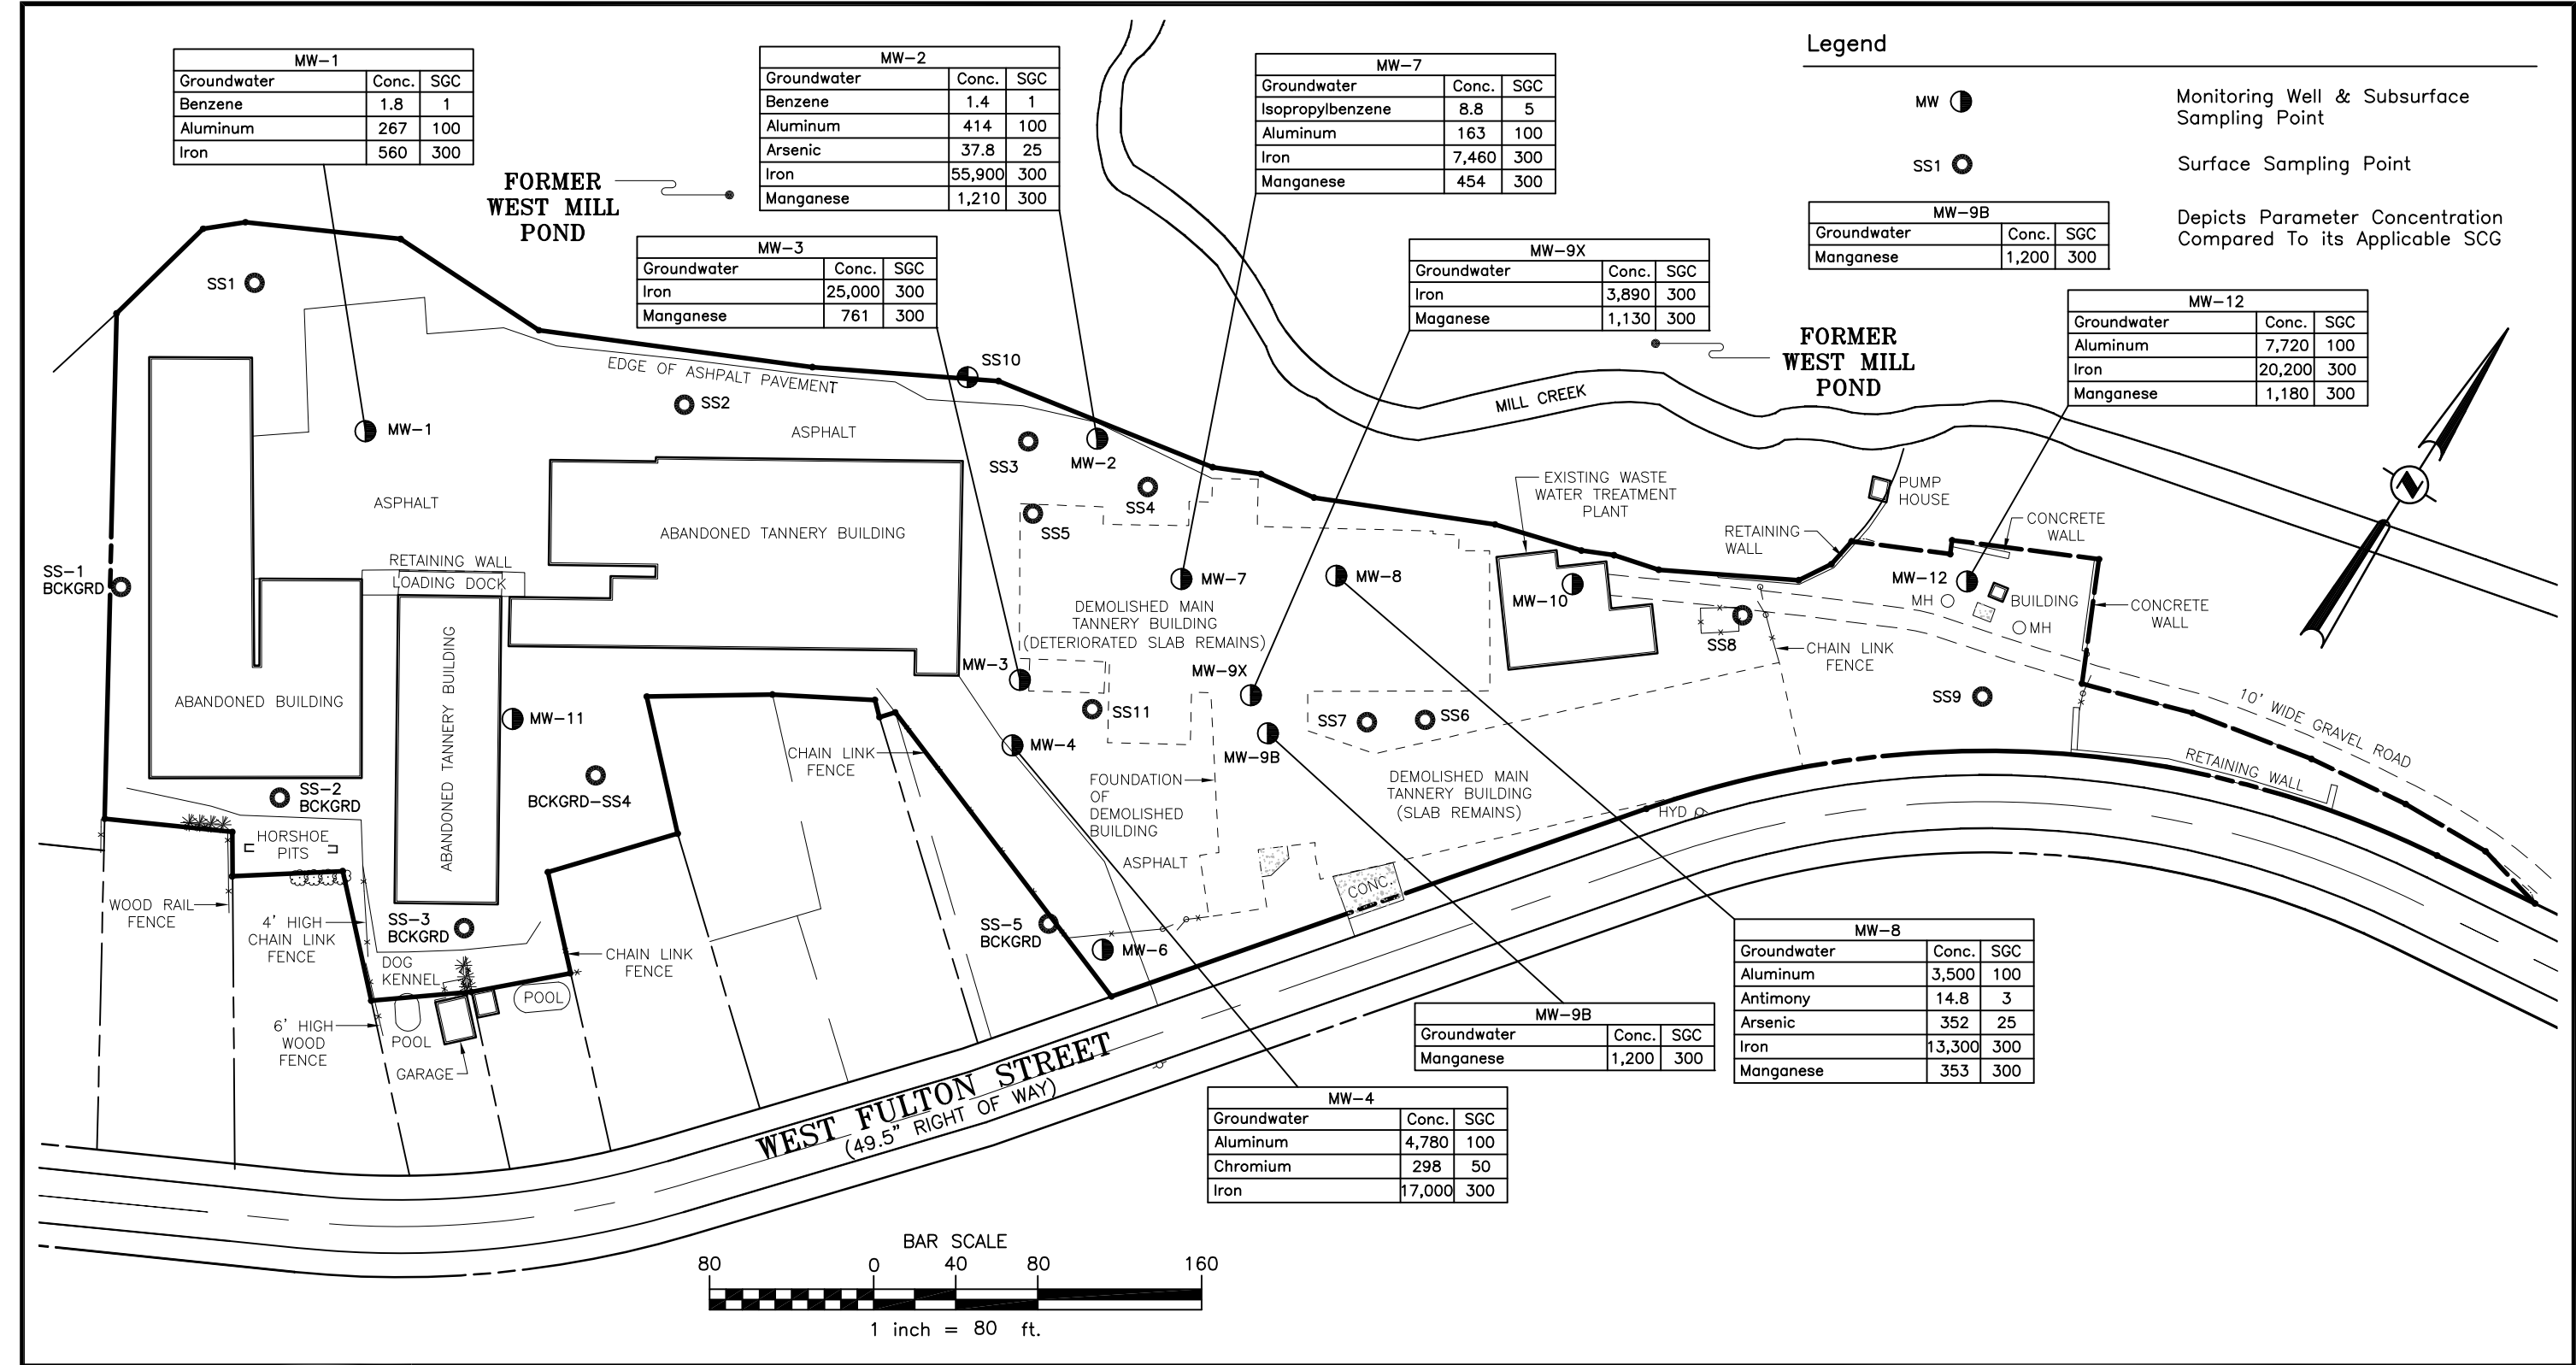 MW-1
Groundwater Conc. SGC
Benzene 1.8 1
Aluminum 267 100
Iron 560 300
MW-2
Groundwater Conc. SGC
Benzene 1.4 1
Aluminum 414 100
Arsenic 37.8 25
Iron 55,900 300
Manganese 1,210 300
MW-7
Groundwater Conc. SGC
Isopropylbenzene 8.8 5
Aluminum 163 100
Iron 7,460 300
Manganese 454 300
Legend
MW
Monitoring Well & Subsurface
Sampling Point
SS1
Surface Sampling Point
MW-9B
Groundwater Conc. SGC
Manganese 1,200 300
Depicts Parameter Concentration
Compared To its Applicable SCG
FORMER
WEST MILL
POND
MW-3
Groundwater Conc. SGC
Iron 25,000 300
Manganese 761 300
MW-9X
Groundwater Conc. SGC
Iron 3,890 300
Maganese 1,130 300
FORMER
WEST MILL
POND
MW-12
Groundwater Conc. SGC
Aluminum 7,720 100
Iron 20,200 300
Manganese 1,180 300
SS1
SS10
EDGE OF ASHPALT PAVEMENT
SS2
MILL CREEK
MW-1
ASPHALT
SS3
MW-2
SS4
ASPHALT
SS5
ABANDONED TANNERY BUILDING
EXISTING WASTE
WATER TREATMENT
PLANT
PUMP
HOUSE
RETAINING
WALL
CONCRETE
WALL
RETAINING WALL
LOADING DOCK
SS-1
BCKGRD
MW-7
MW-8
MW-10
MW-12
MH
BUILDING
MH
CONCRETE
WALL
DEMOLISHED MAIN
TANNERY BUILDING
(DETERIORATED SLAB REMAINS)
SS8
CHAIN LINK
FENCE
MW-3
MW-9X
SS9
10' WIDE GRAVEL ROAD
ABANDONED BUILDING
ABANDONED TANNERY BUILDING
MW-11
SS11
SS7
SS6
MW-4
MW-9B
CHAIN LINK
FENCE
RETAINING WALL
SS-2
BCKGRD
BCKGRD-SS4
FOUNDATION
OF
DEMOLISHED
BUILDING
DEMOLISHED MAIN
TANNERY BUILDING
(SLAB REMAINS)
HYD
HORSHOE
PITS
ASPHALT
CONC.
WOOD RAIL
FENCE
4' HIGH
CHAIN LINK
FENCE
SS-3
BCKGRD
SS-5
BCKGRD
MW-6
CHAIN LINK
FENCE
DOG
KENNEL
POOL
POOL
6' HIGH
WOOD
FENCE
GARAGE
MW-8
Groundwater Conc. SGC
Aluminum 3,500 100
Antimony 14.8 3
Arsenic 352 25
Iron 13,300 300
Manganese 353 300
MW-9B
Groundwater Conc. SGC
Manganese 1,200 300
WEST FULTON STREET
(49.5" RIGHT OF WAY)
MW-4
Groundwater Conc. SGC
Aluminum 4,780 100
Chromium 298 50
Iron 17,000 300
BAR SCALE
80 0 40 80 160
1 inch = 80 ft.
N